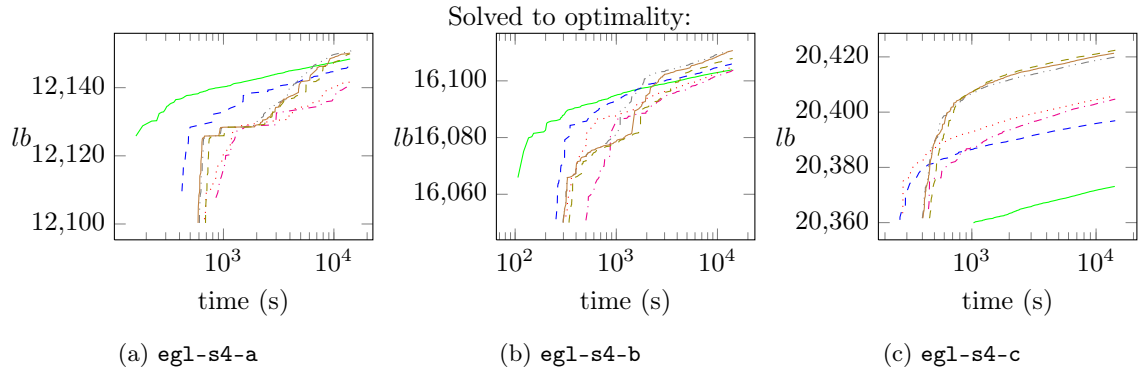 Solved to optimality:
12,140
12,120
12,100
lb
10^3
10^4
time (s)
(a) egl-s4-a
16,100
16,080
16,060
lb
10^2
10^3
10^4
time (s)
(b) egl-s4-b
20,420
20,400
20,380
20,360
lb
10^3
10^4
time (s)
(c) egl-s4-c